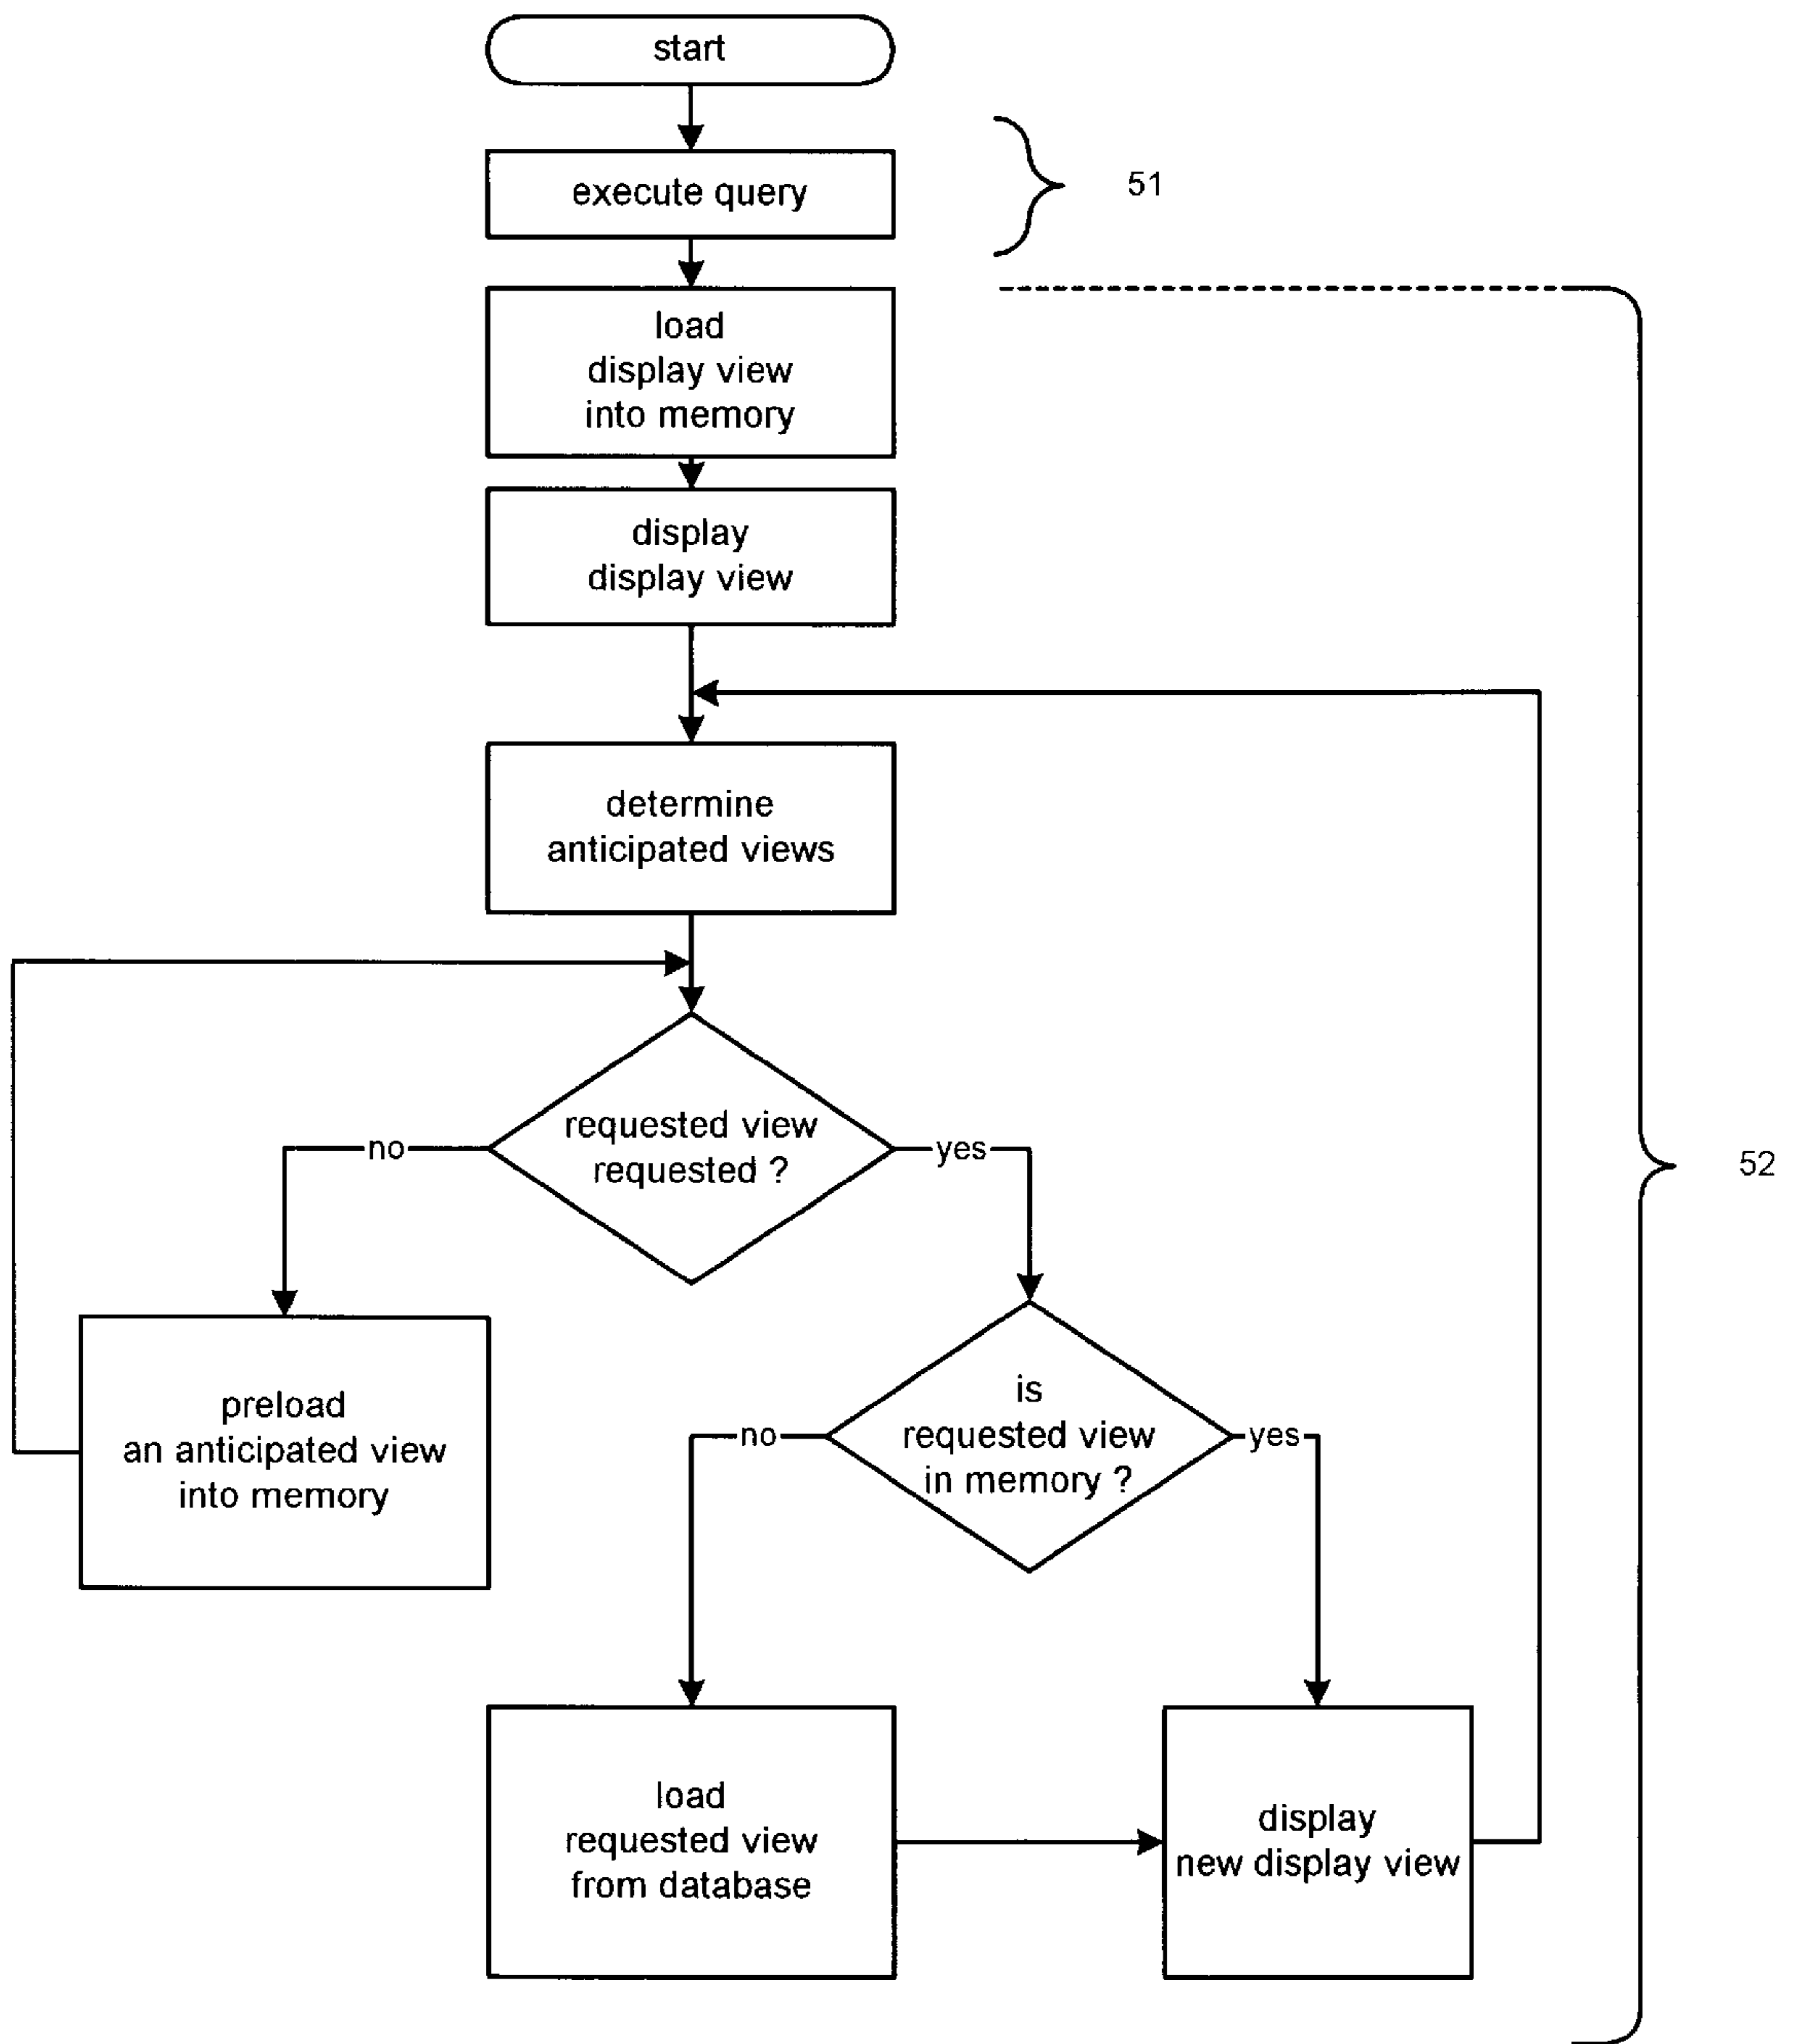 start
execute query
51
load
display view
into memory
display
display view
determine
anticipated views
requested view
requested ?
no
yes
52
preload
an anticipated view
into memory
is
requested view
in memory ?
no
yes
load
requested view
from database
display
new display view